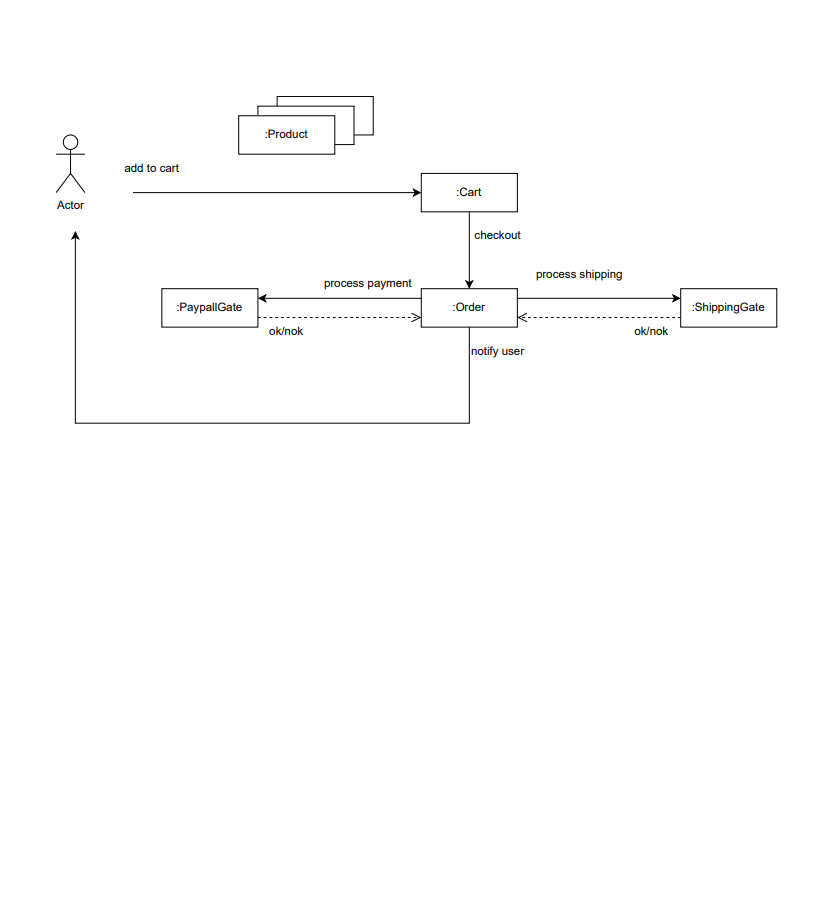 :Product
add to cart
:Cart
Actor
checkout
process shipping
process payment
:PaypallGate
:Order
:ShippingGate
ok/nok
ok/nok
notify user